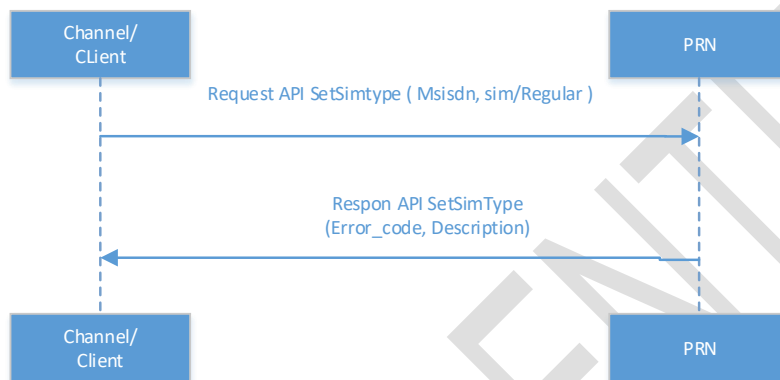 Channel/
CLient
PRN
Request API SetSimtype ( Msisdn, sim/Regular )
Respon API SetSimType
(Error_code, Description)
Channel/
Client
PRN